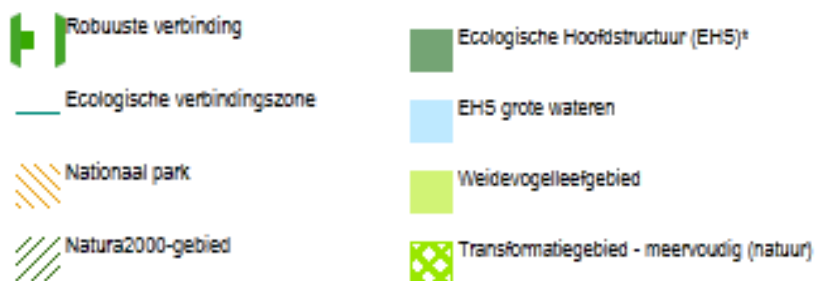 Robuuste verbinding
Ecologische verbindingszone
Nationaal park
Natura2000-gebied
Ecologische Hoofdstructuur (EHS)*
EHS grote wateren
Weidevogelleefgebied
Transformatiegebied - meervoudig (natuur)